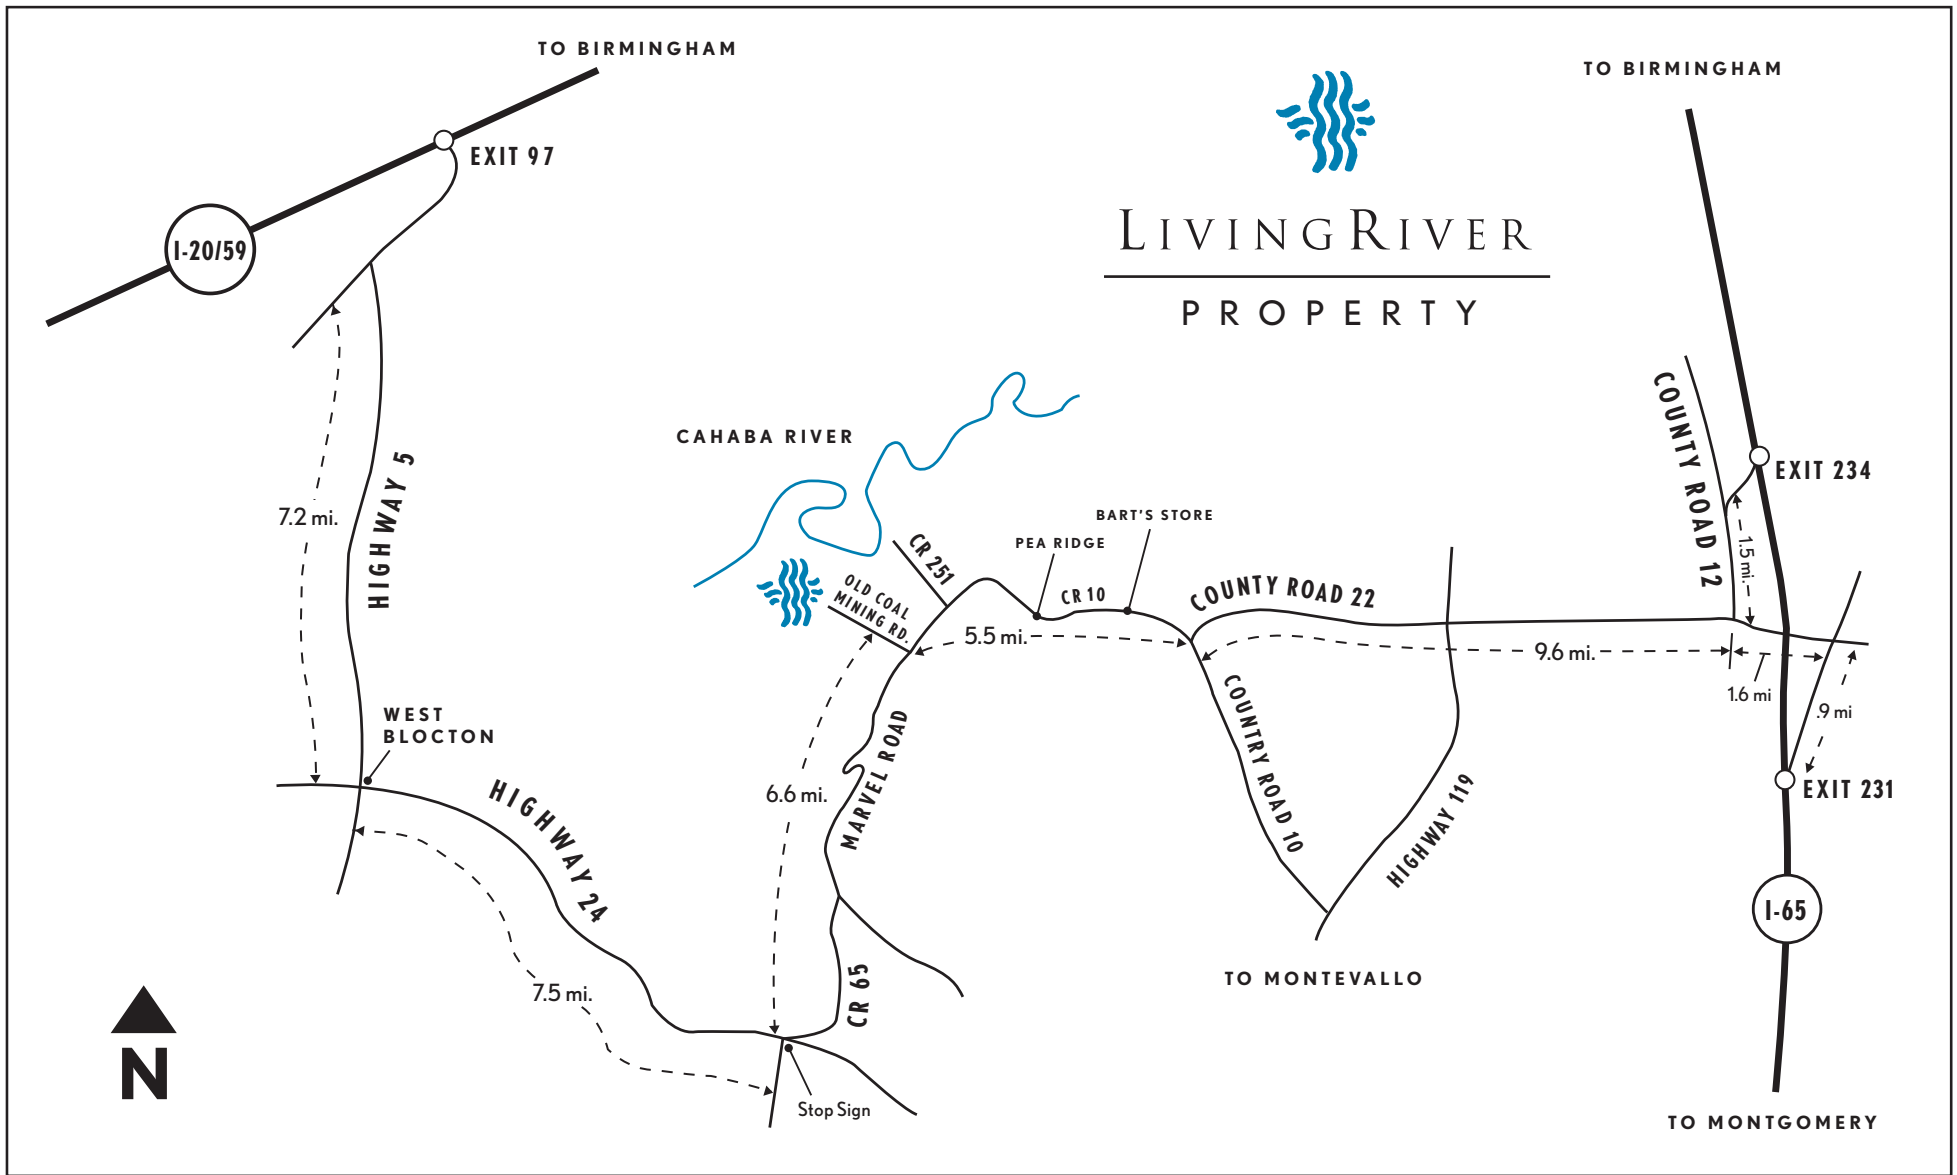 TO BIRMINGHAM
TO BIRMINGHAM
EXIT 97
I-20/59
LIVINGRIVER
PROPERTY
COUNTY ROAD 12
CAHABA RIVER
HIGHWAY 5
EXIT 234
7.2 mi.
BART'S STORE
PEA RIDGE
CR 251
1.5 mi.
OLD COAL
MINING RD.
CR 10
COUNTY ROAD 22
5.5 mi.
9.6 mi.
1.6 mi
.9 mi
WEST
BLOCTON
COUNTRY ROAD 10
MARVEL ROAD
6.6 mi.
HIGHWAY 24
HIGHWAY 119
EXIT 231
I-65
7.5 mi.
CR 65
TO MONTEVALLO
N
Stop Sign
TO MONTGOMERY